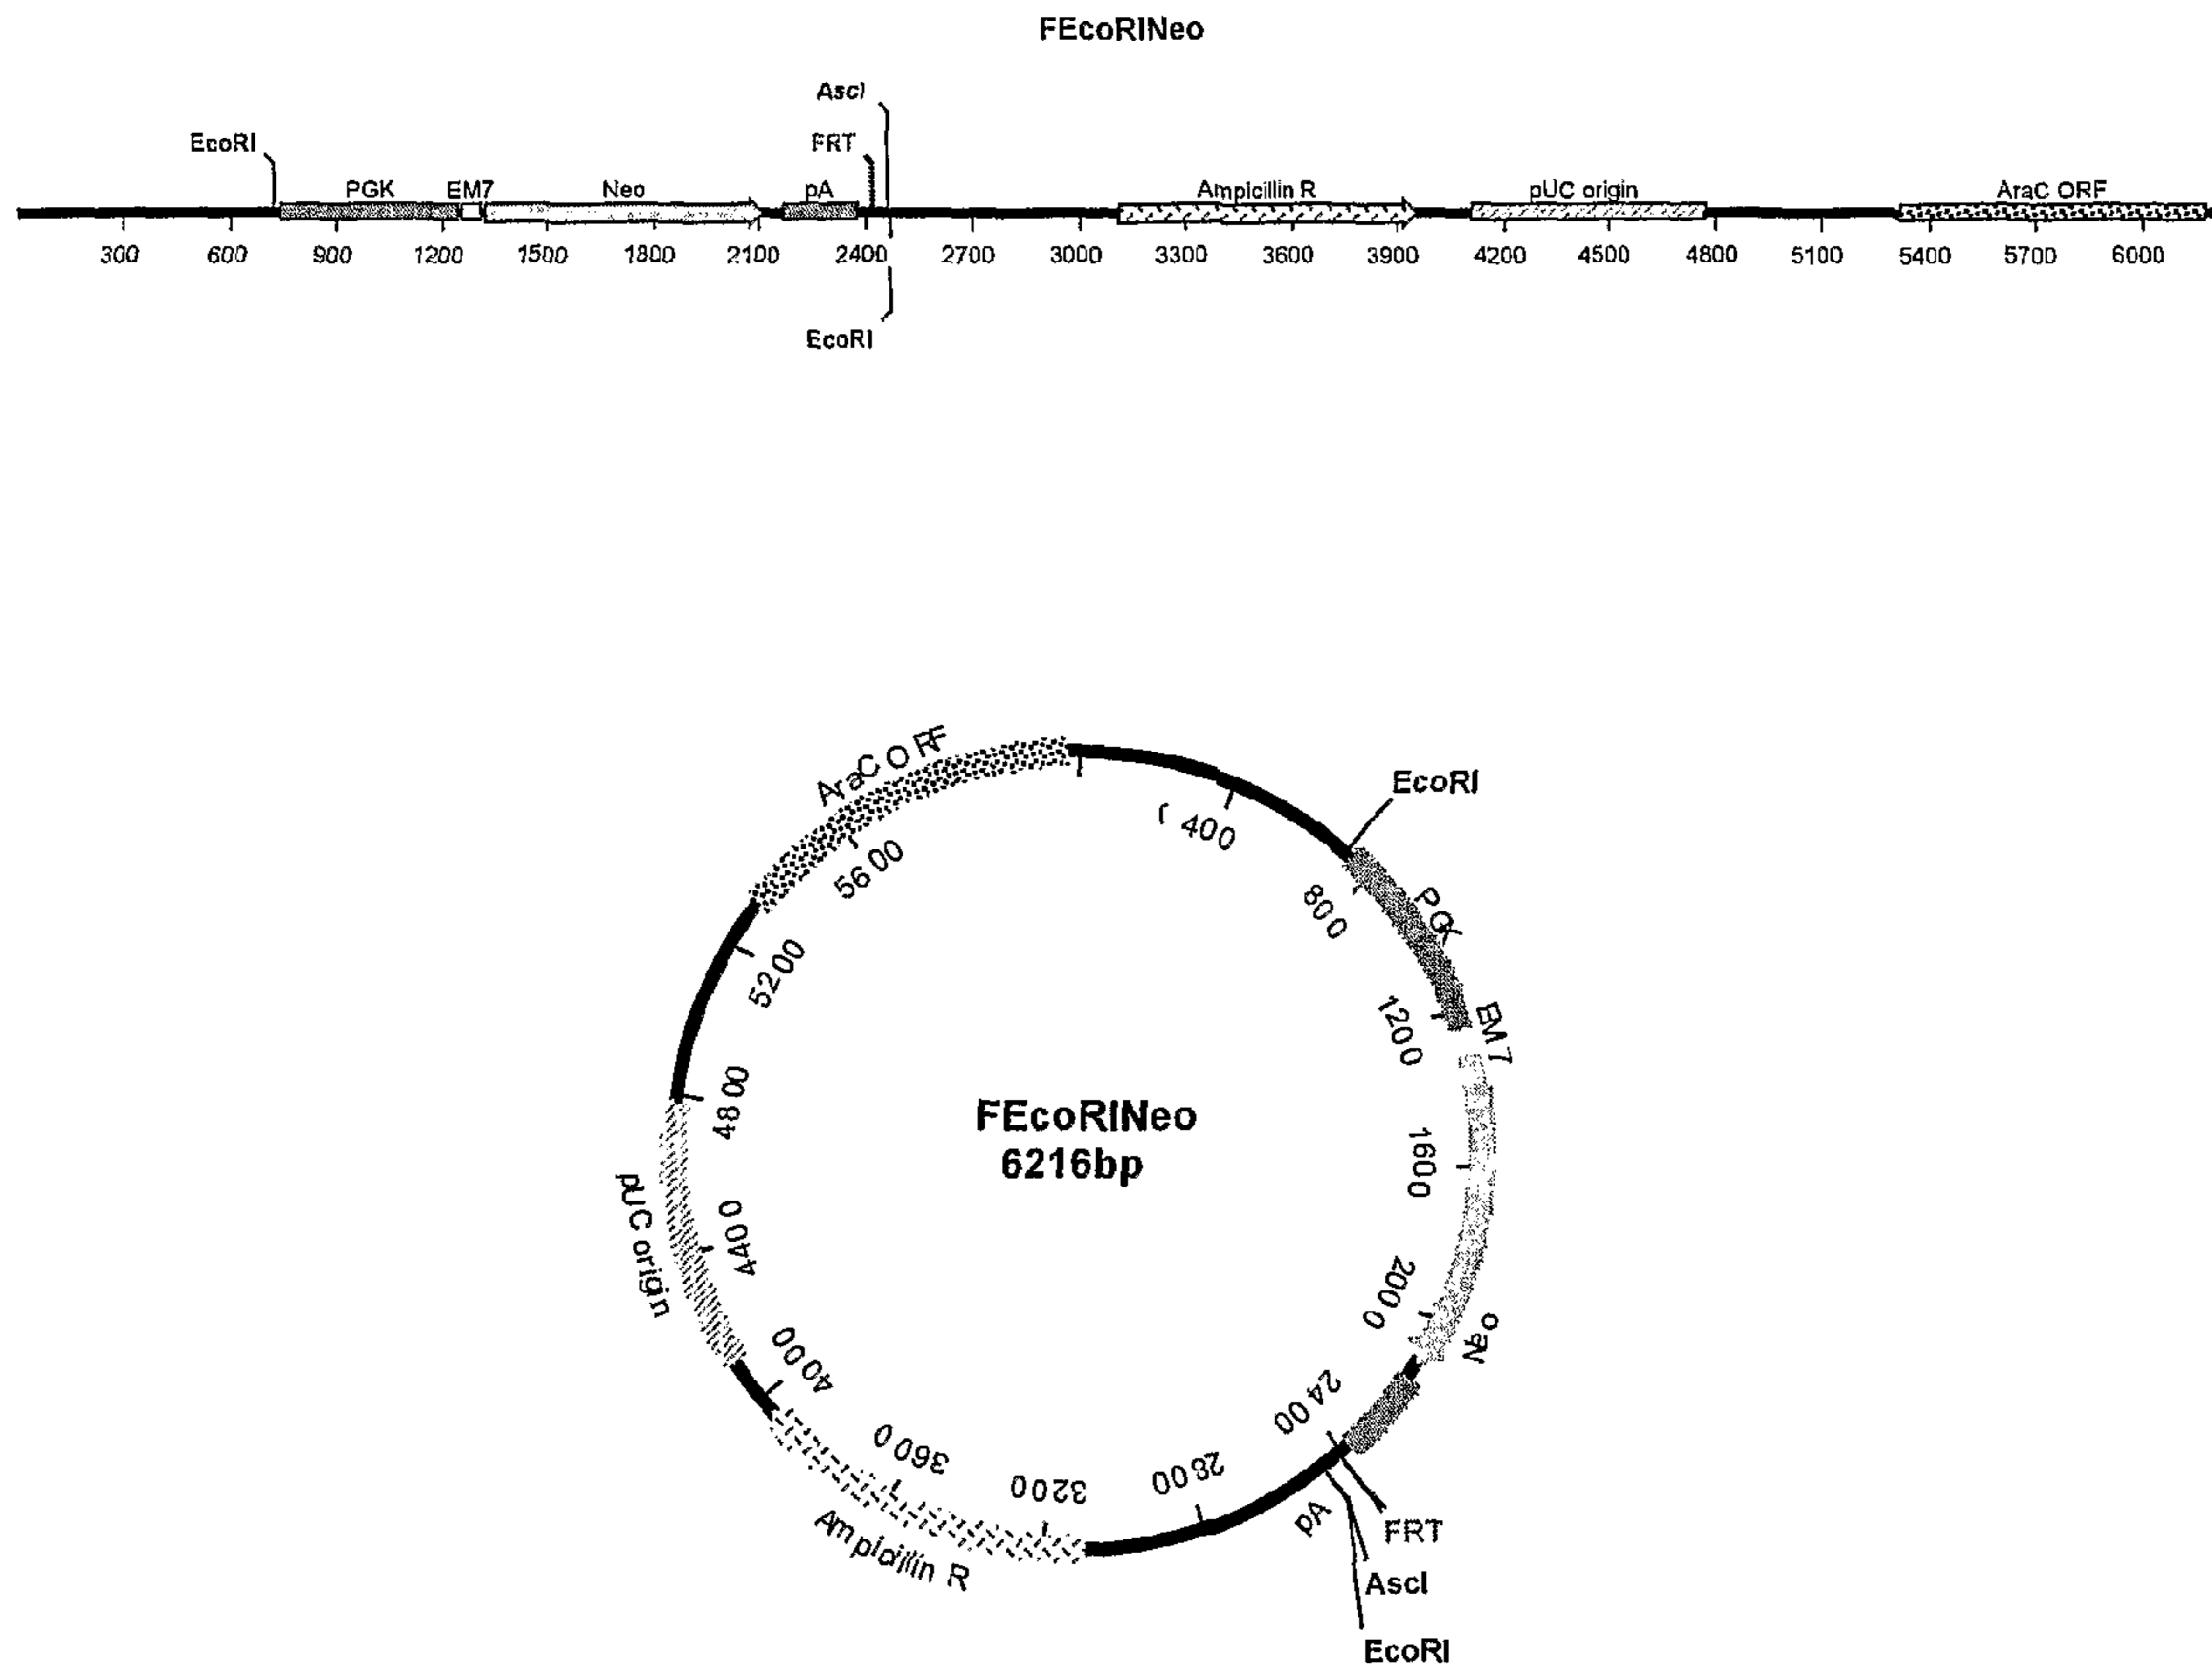 FEcoRINeo
AscI
EcoRI
FRT
PGK EM7 Neo pA Ampicillin R pUC origin AraC ORF
300 600 900 1200 1500 1800 2100 2400 2700 3000 3300 3600 3900 4200 4500 4800 5100 5400 5700 6000
EcoRI
AraC ORF
EcoRI
400
5600
800
PGK
5200
1200
EM7
4800
FEcoRINeo
6216bp
1600
pUC origin
4400
2000
Neo
4000
2400
3600
3200
2800
pA
FRT
Ampicillin R
AscI
EcoRI